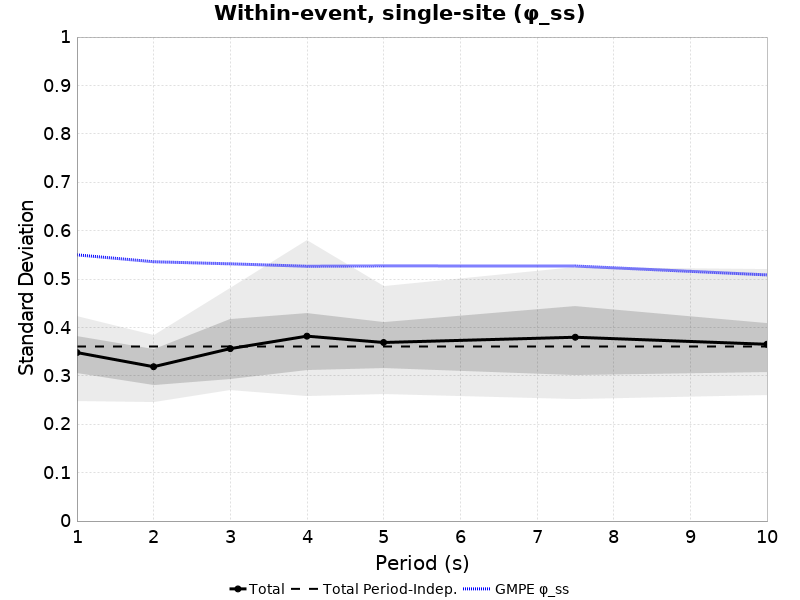 Within-event, single-site (φ_ss)
Standard Deviation
1
0.9
0.8
0.7
0.6
0.5
0.4
0.3
0.2
0.1
0
1 2 3 4 5 6 7 8 9 10
Period (s)
Total Total Period-Indep. GMPE φ_ss